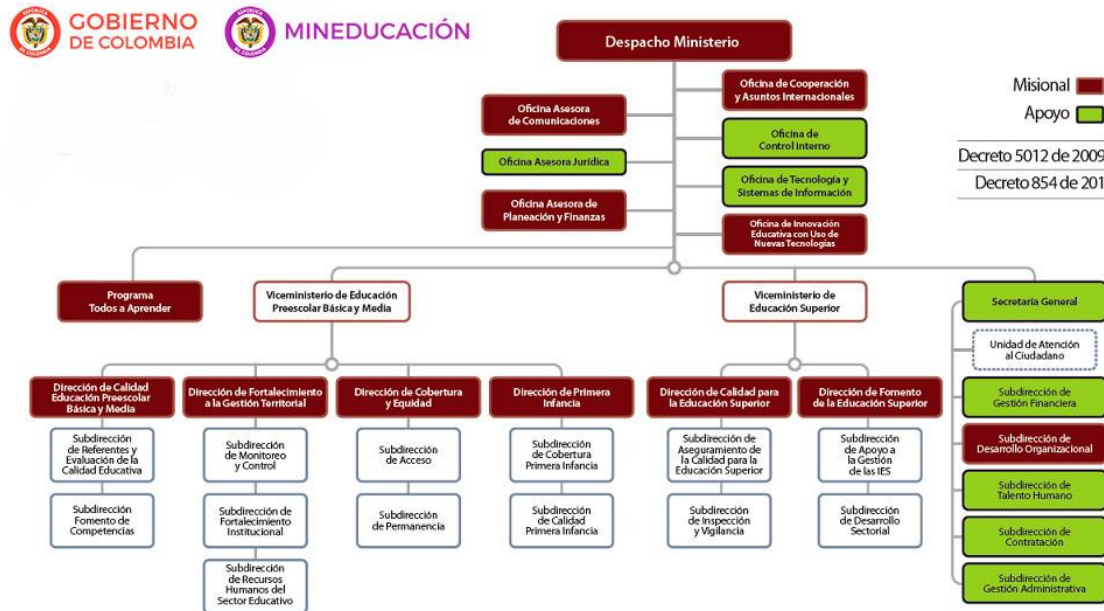 GOBIERNO
DE COLOMBIA
MINEDUCACIÓN
Despacho Ministerio
Oficina de Cooperación
y Asuntos Internacionales
Misional
Oficina Asesora
de Comunicaciones
Apoyo
Oficina de
Control interno
Oficina Asesora Jurídica
Decreto 5012 de 2009
Oficina de Tecnología y
Sistemas de Información
Decreto 854 de 201
Oficina Asesora de
Planeación y Finanzas
Oficina de Innovación
Educativa con Uso de
Nuevas Tecnologías
Programa
Todos a Aprender
Viceministerio de Educación
Preescolar Básica y Media
Viceministerio de
Educación Superior
Secretaría General
Unidad de Atención
al Ciudadano
Dirección de Calidad
Educación Preescolar
Básica y Media
Dirección de Fortalecimiento
a la Gestión Territorial
Dirección de Cobertura
y Equidad
Dirección de Primera
Infancia
Dirección de Calidad para
la Educación Superior
Dirección de Fomento
de la Educación Superior
Subdirección de
Gestión Financiera
Subdirección
de Referentes y
Evaluación de la
Calidad Educativa
Subdirección
de Monitoreo
y Control
Subdirección
de Acceso
Subdirección
de Cobertura
Primera Infancia
Subdirección de
Aseguramiento de
la Calidad para la
Educación Superior
Subdirección
de Apoyo a
la Gestión
de las IES
Subdirección de
Desarrollo Organizacional
Subdirección
Fomento de
Competencias
Subdirección de
Fortalecimiento
Institucional
Subdirección
de Permanencia
Subdirección
de Calidad
Primera Infancia
Subdirección
de Inspección
y Vigilancia
Subdirección
de Desarrollo
Sectorial
Subdirección de
Talento Humano
Subdirección de
Contratación
Subdirección
de Recursos
Humanos del
Sector Educativo
Subdirección de
Gestión Administrativa